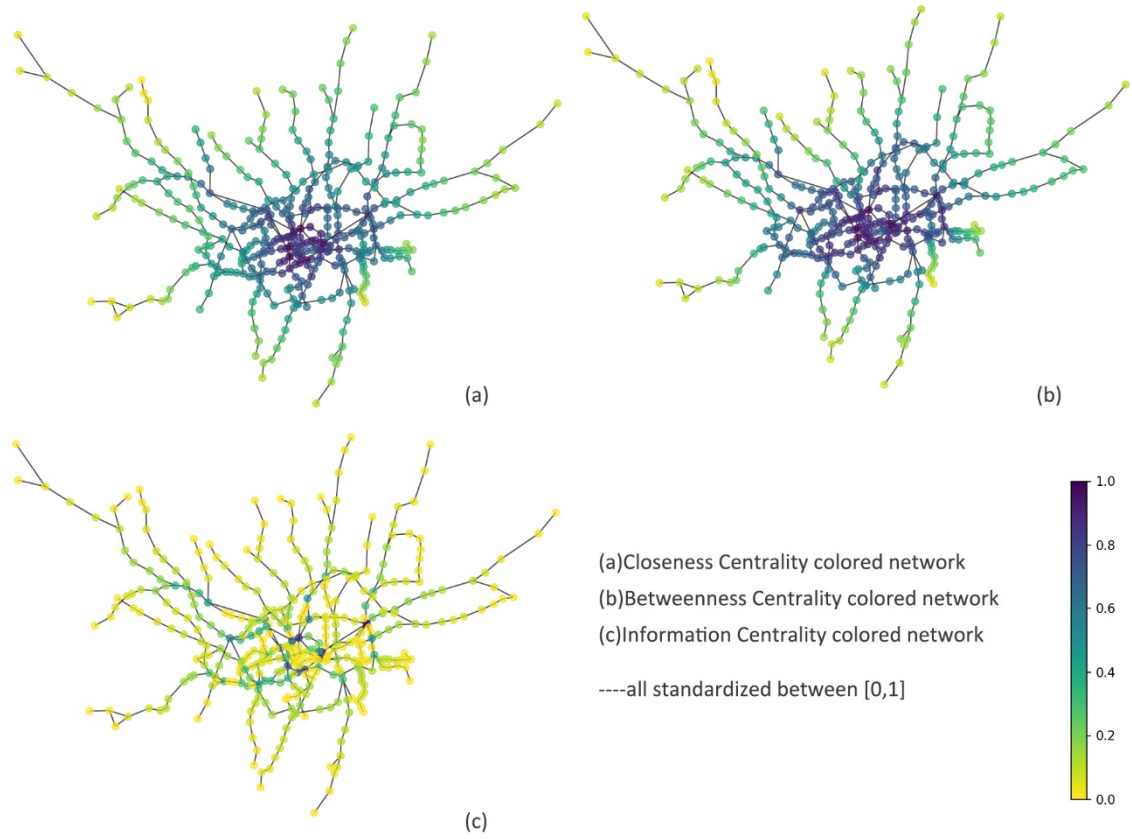 (a)
(b)
(c)
(a)Closeness Centrality colored network
(b)Betweenness Centrality colored network
(c)Information Centrality colored network
----all standardized between [0,1]
1.0
0.8
0.6
0.4
0.2
0.0